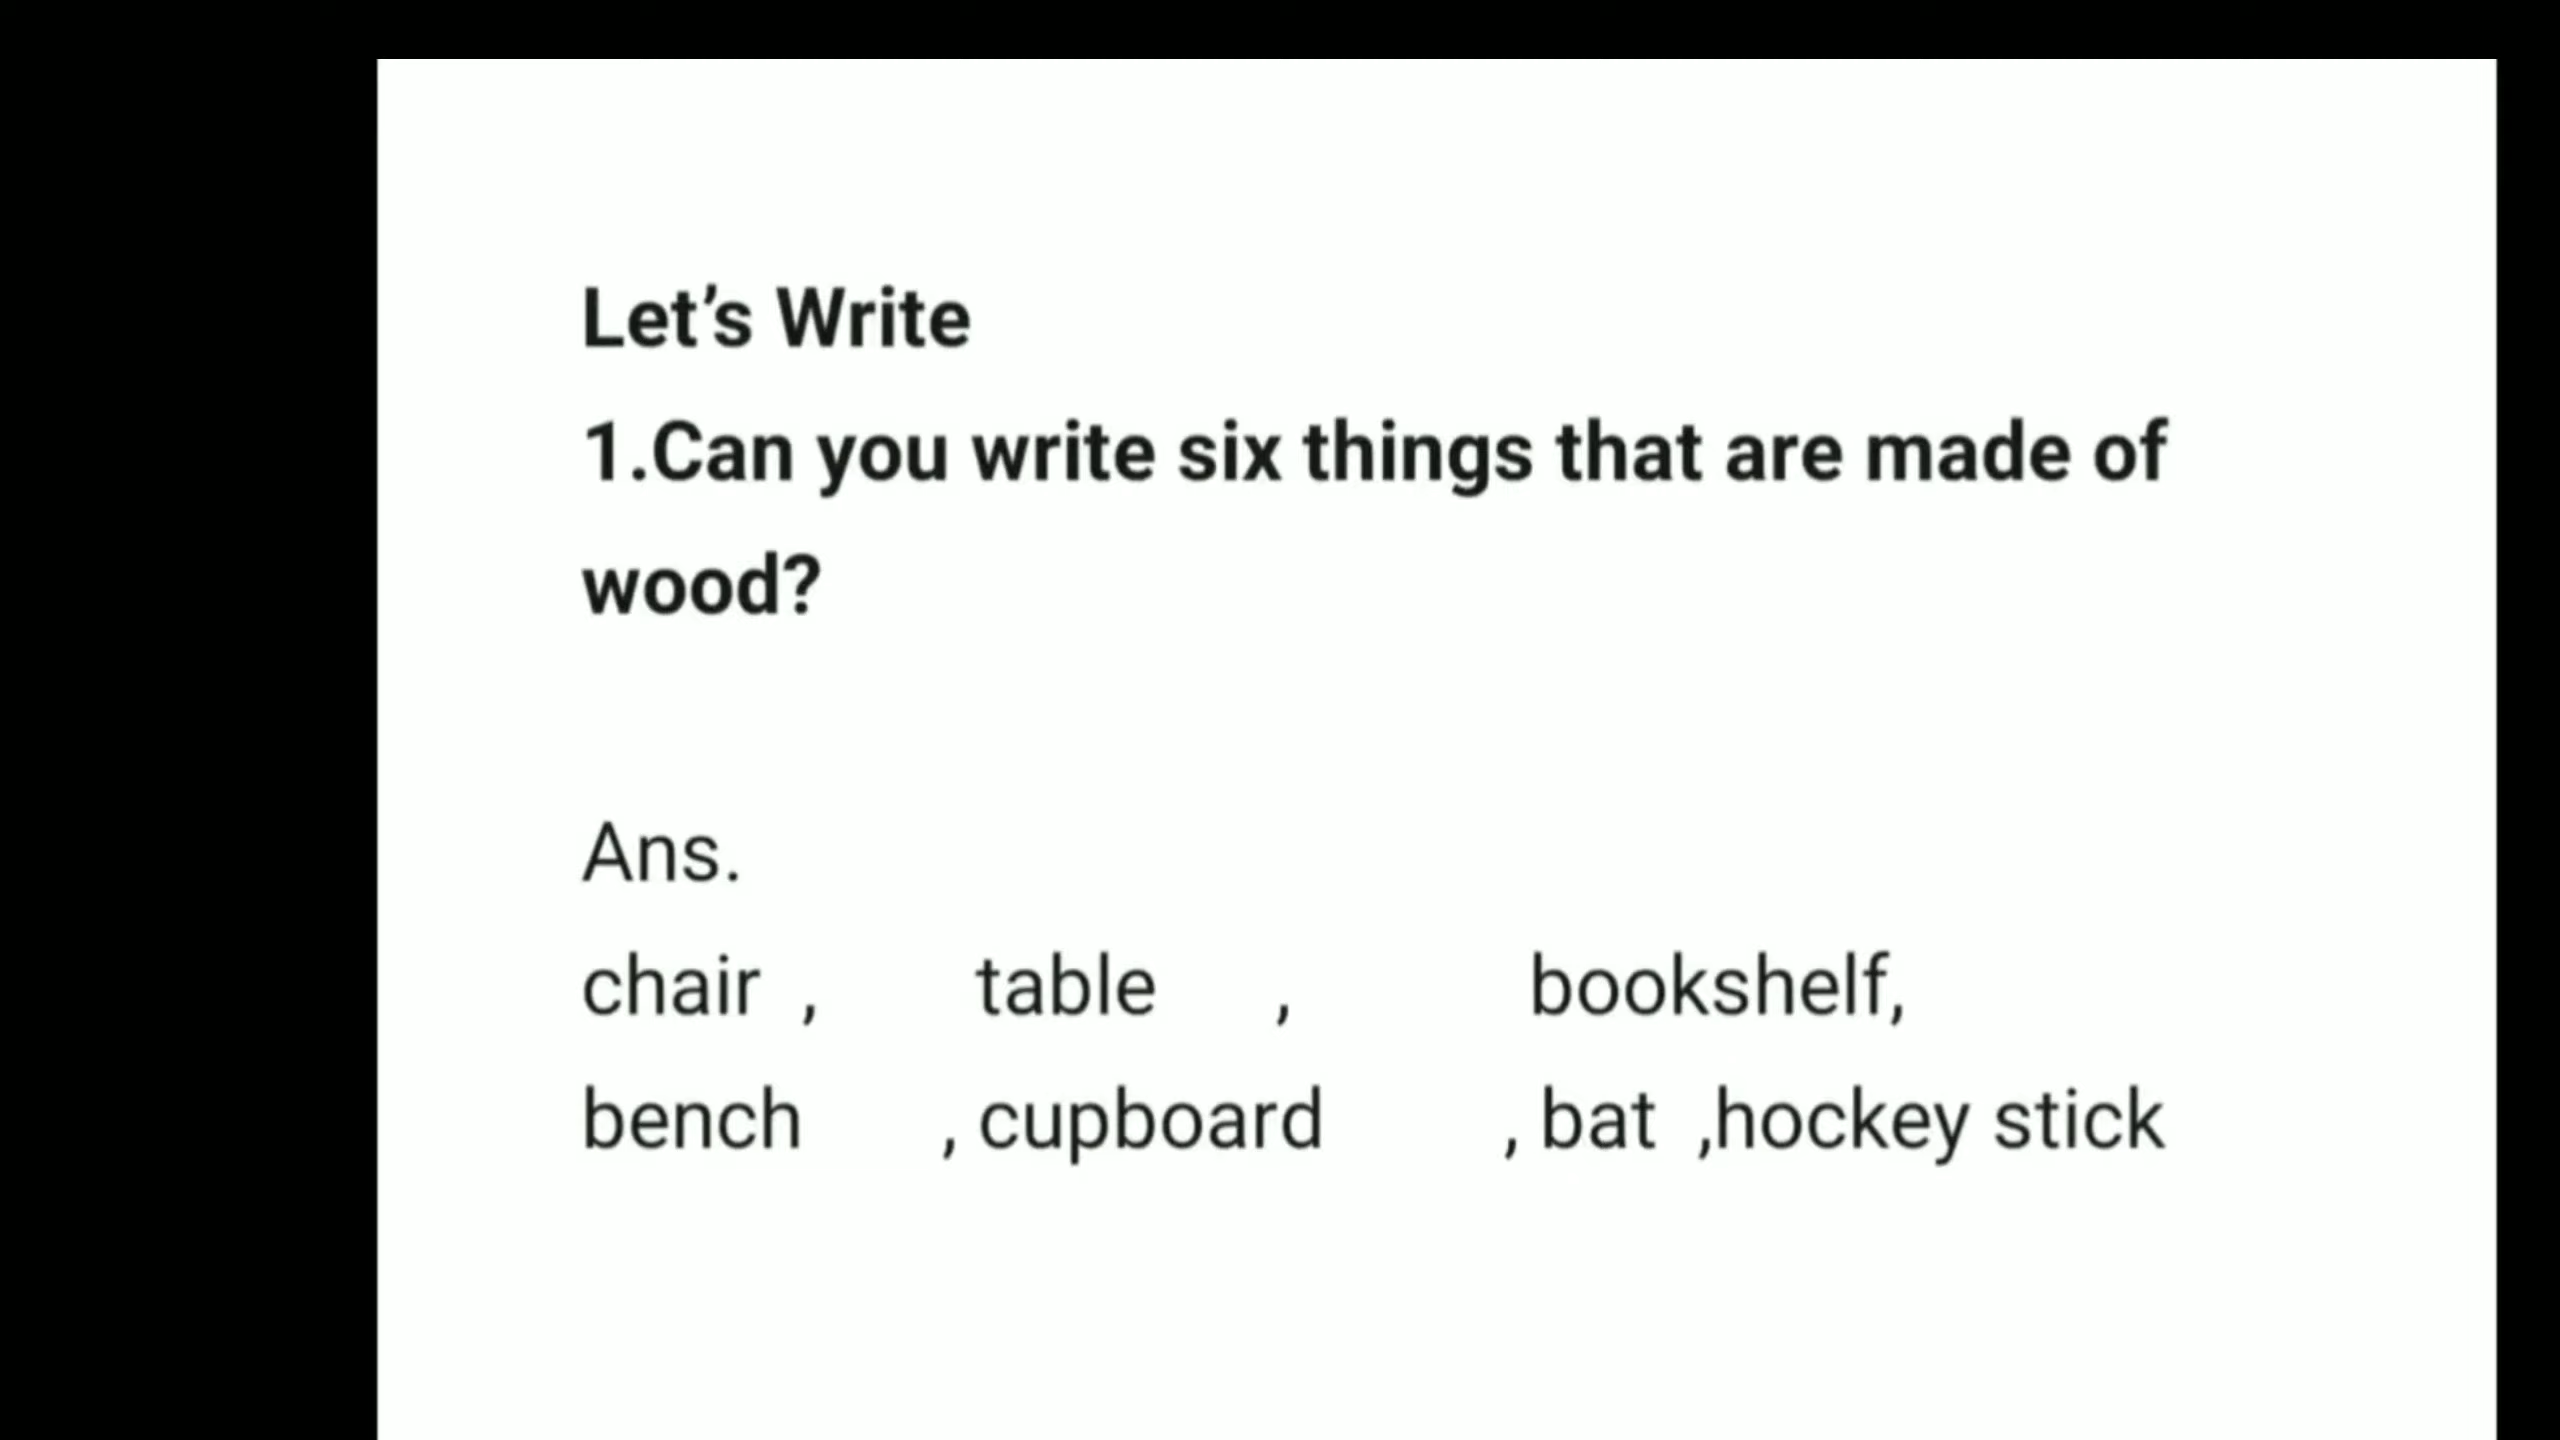 Let’s Write
1.Can you write six things that are made of
wood?
Ans.
chair , table , bookshelf,
bench , cupboard , bat ,hockey stick